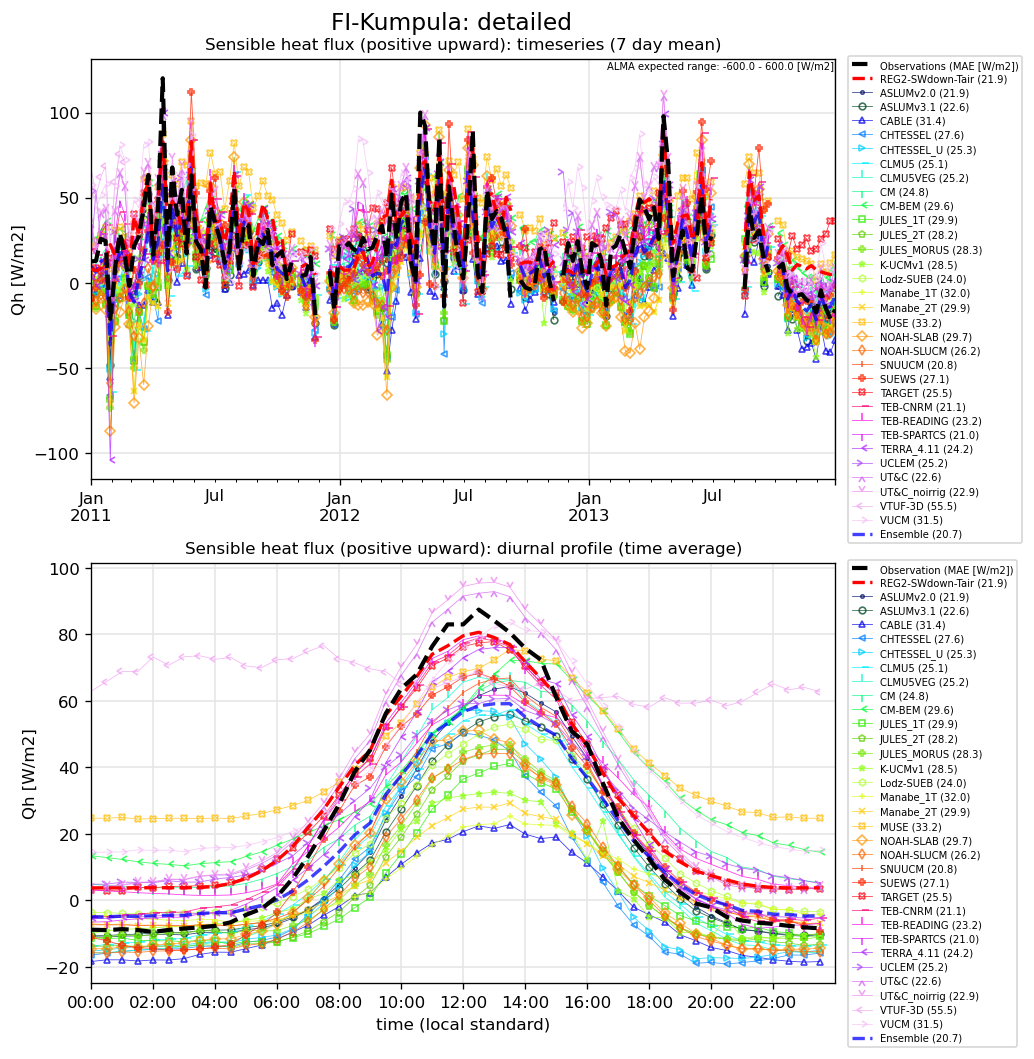 FI-Kumpula: detailed
Sensible heat flux (positive upward): timeseries (7 day mean)
ALMA expected range: -600.0 - 600.0 [W/m2]
Qh [W/m2]
100
50
0
−50
−100
Jan
2011
Jul
Jan
2012
Jul
Jan
2013
Jul
Observations (MAE [W/m2])
REG2-SWdown-Tair (21.9)
ASLUMv2.0 (21.9)
ASLUMv3.1 (22.6)
CABLE (31.4)
CHTESSEL (27.6)
CHTESSEL_U (25.3)
CLMU5 (25.1)
CLMU5VEG (25.2)
CM (24.8)
CM-BEM (29.6)
JULES_1T (29.9)
JULES_2T (28.2)
JULES_MORUS (28.3)
K-UCMv1 (28.5)
Lodz-SUEB (24.0)
Manabe_1T (32.0)
Manabe_2T (29.9)
MUSE (33.2)
NOAH-SLAB (29.7)
NOAH-SLUCM (26.2)
SNUUCM (20.8)
SUEWS (27.1)
TARGET (25.5)
TEB-CNRM (21.1)
TEB-READING (23.2)
TEB-SPARTCS (21.0)
TERRA_4.11 (24.2)
UCLEM (25.2)
UT&C (22.6)
UT&C_noirrig (22.9)
VTUF-3D (55.5)
VUCM (31.5)
Ensemble (20.7)
Sensible heat flux (positive upward): diurnal profile (time average)
Qh [W/m2]
100
80
60
40
20
0
−20
00:00
02:00
04:00
06:00
08:00
10:00
12:00
14:00
16:00
18:00
20:00
22:00
time (local standard)
Observation (MAE [W/m2])
REG2-SWdown-Tair (21.9)
ASLUMv2.0 (21.9)
ASLUMv3.1 (22.6)
CABLE (31.4)
CHTESSEL (27.6)
CHTESSEL_U (25.3)
CLMU5 (25.1)
CLMU5VEG (25.2)
CM (24.8)
CM-BEM (29.6)
JULES_1T (29.9)
JULES_2T (28.2)
JULES_MORUS (28.3)
K-UCMv1 (28.5)
Lodz-SUEB (24.0)
Manabe_1T (32.0)
Manabe_2T (29.9)
MUSE (33.2)
NOAH-SLAB (29.7)
NOAH-SLUCM (26.2)
SNUUCM (20.8)
SUEWS (27.1)
TARGET (25.5)
TEB-CNRM (21.1)
TEB-READING (23.2)
TEB-SPARTCS (21.0)
TERRA_4.11 (24.2)
UCLEM (25.2)
UT&C (22.6)
UT&C_noirrig (22.9)
VTUF-3D (55.5)
VUCM (31.5)
Ensemble (20.7)